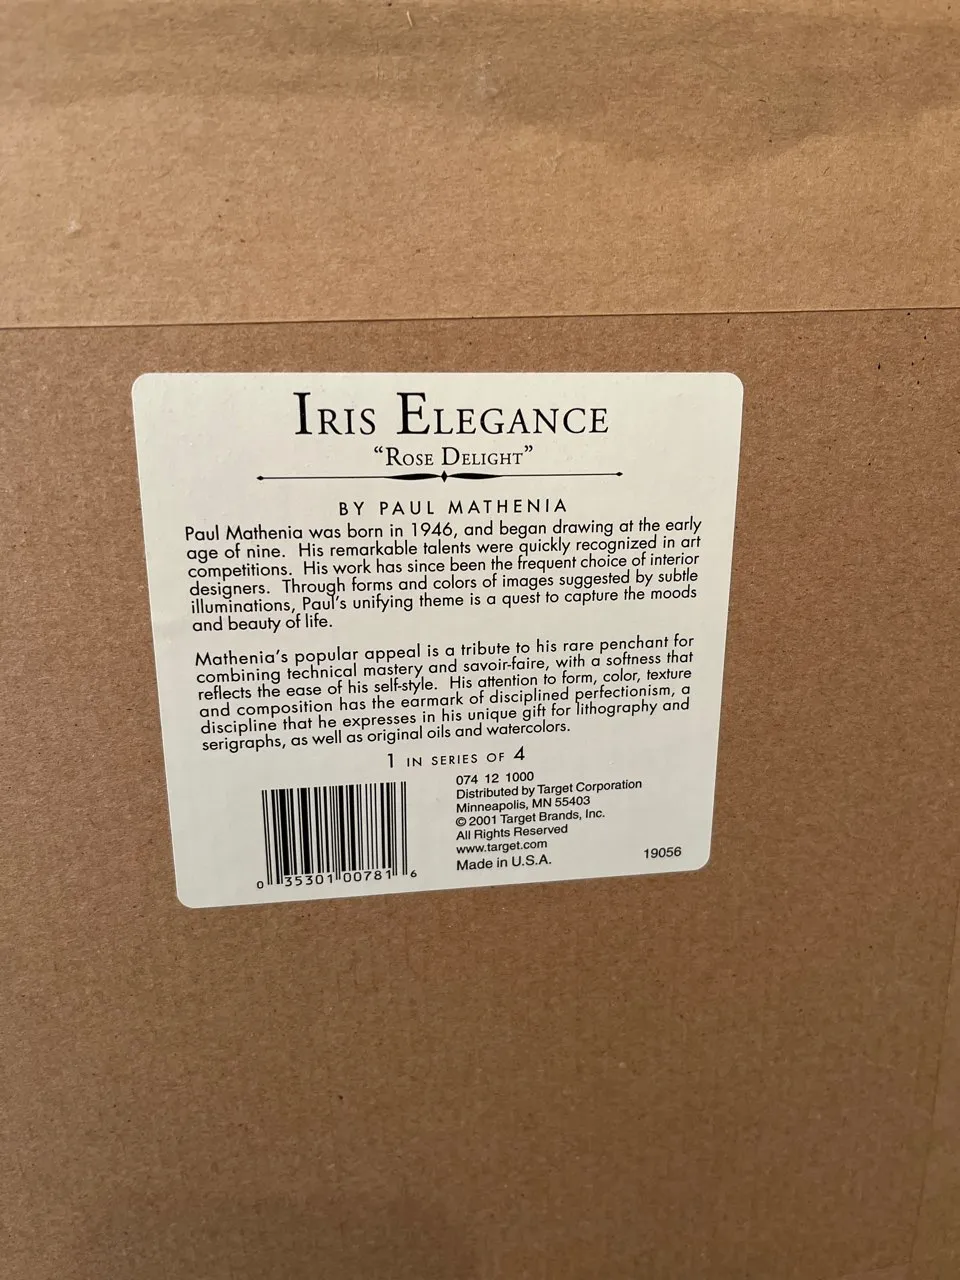 IRIS ELEGANCE
“ROSE DELIGHT”
BY PAUL MATHENIA
Paul Mathenia was born in 1946, and began drawing at the early
age of nine. His remarkable talents were quickly recognized in art
competitions. His work has since been the frequent choice of interior
designers. Through forms and colors of images suggested by subtle
illuminations, Paul's unifying theme is a quest to capture the moods
and beauty of life.
Mathenia's popular appeal is a tribute to his rare penchant for
combining technical mastery and savoir-faire, with a softness that
reflects the ease of his self-style. His attention to form, color, texture
and composition has the earmark of disciplined perfectionism, a
discipline that he expresses in his unique gift for lithography and
serigraphs, as well as original oils and watercolors.
1 IN SERIES OF 4
074 12 1000
Distributed by Target Corporation
Minneapolis, MN 55403
© 2001 Target Brands, Inc.
All Rights Reserved
www.target.com
Made in U.S.A.
19056
0 35301 00781 6